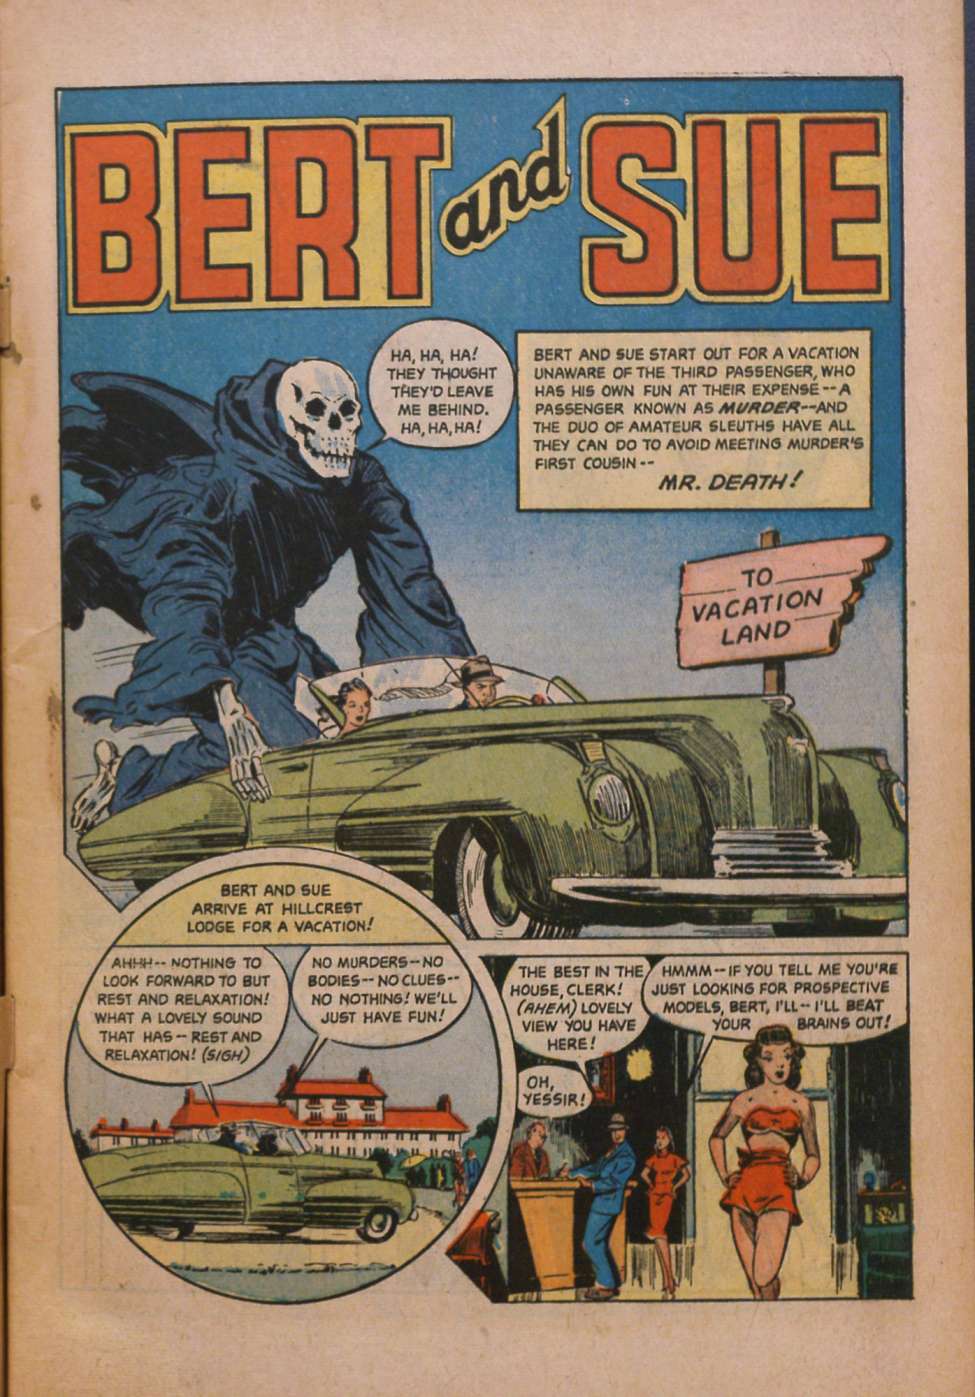 BERT and SUE
HA, HA, HA!
THEY THOUGHT
THEY'D LEAVE
ME BEHIND.
HA, HA, HA!
BERT AND SUE START OUT FOR A VACATION
UNAWARE OF THE THIRD PASSENGER, WHO
HAS HIS OWN FUN AT THEIR EXPENSE--A
PASSENGER KNOWN AS MURDER--AND
THE DUO OF AMATEUR SLEUTHS HAVE ALL
THEY CAN DO TO AVOID MEETING MURDER'S
FIRST COUSIN--
MR. DEATH!
TO
VACATION
LAND
BERT AND SUE
ARRIVE AT HILLCREST
LODGE FOR A VACATION!
AHHH-- NOTHING TO
LOOK FORWARD TO BUT
REST AND RELAXATION!
WHAT A LOVELY SOUND
THAT HAS-- REST AND
RELAXATION! (SIGH)
NO MURDERS--NO
BODIES--NO CLUES--
NO NOTHING! WE'LL
JUST HAVE FUN!
THE BEST IN THE
HOUSE, CLERK!
(AHEM) LOVELY
VIEW YOU HAVE
HERE!
OH,
YESSIR!
HMMM--IF YOU TELL ME YOU'RE
JUST LOOKING FOR PROSPECTIVE
MODELS, BERT, I'LL--I'LL BEAT
YOUR BRAINS OUT!